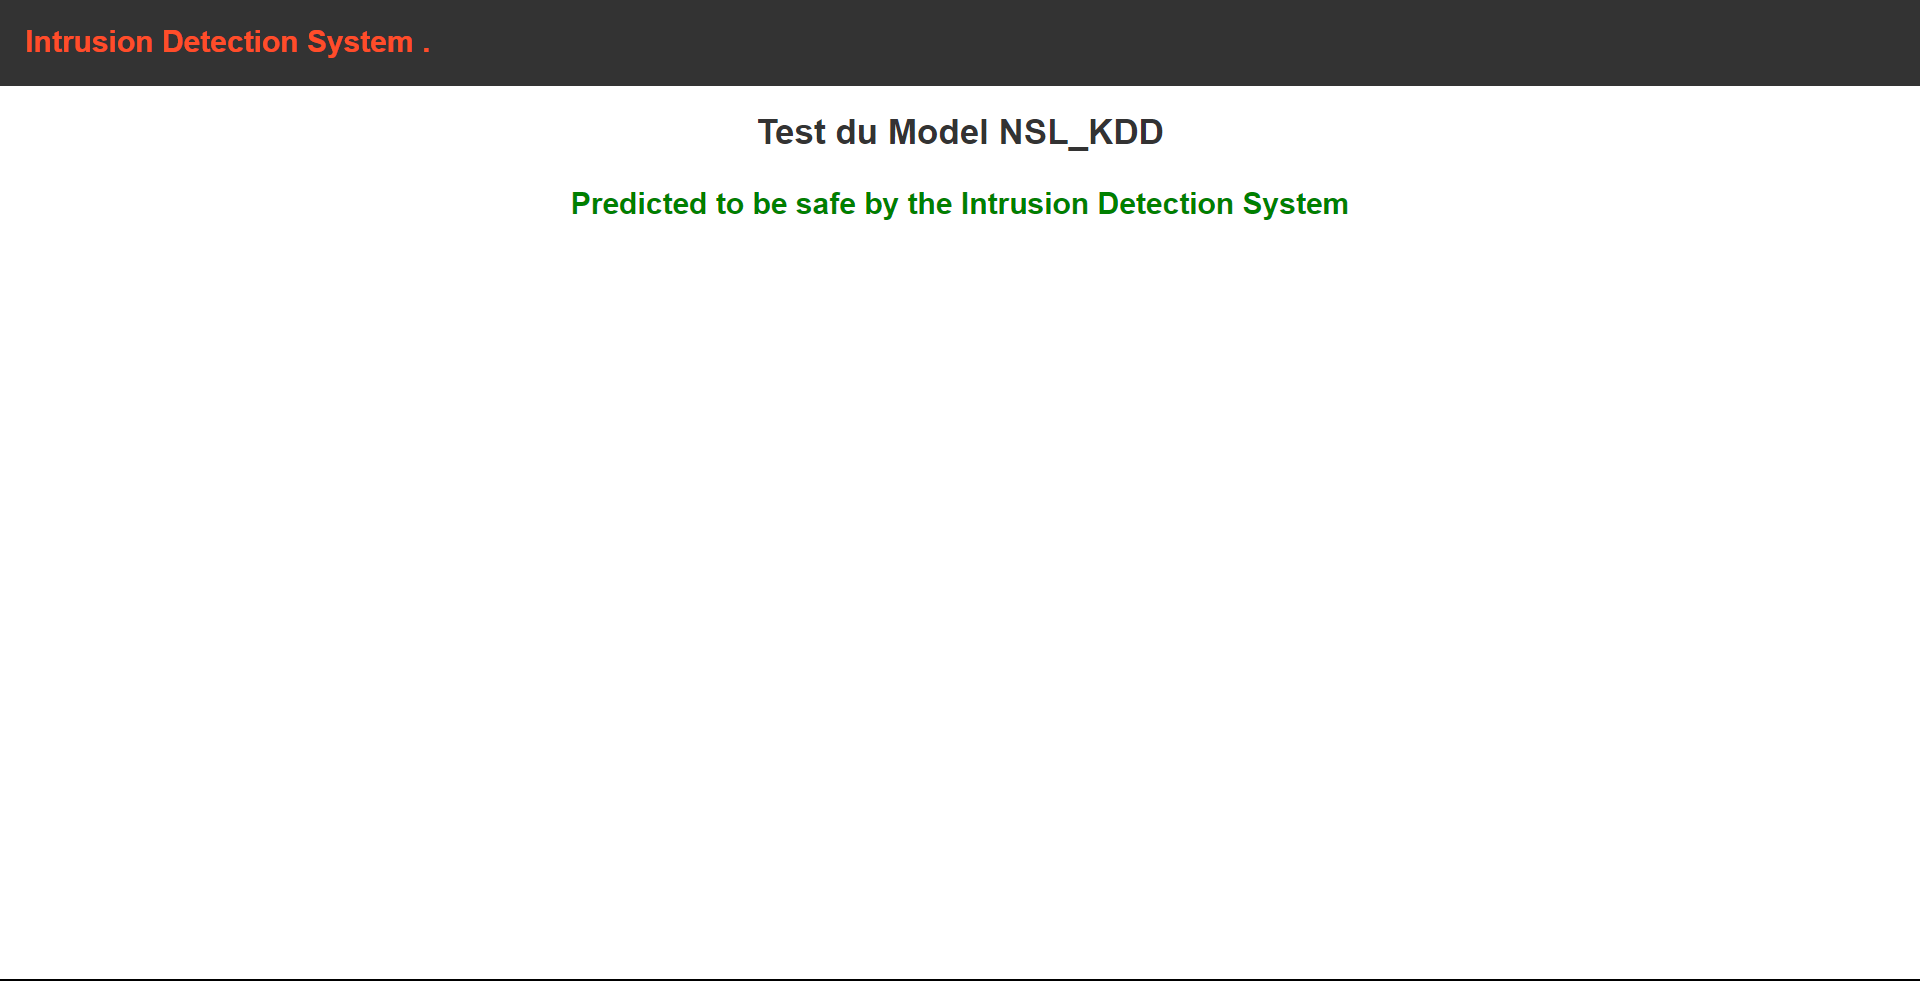 Intrusion Detection System .
Test du Model NSL_KDD
Predicted to be safe by the Intrusion Detection System